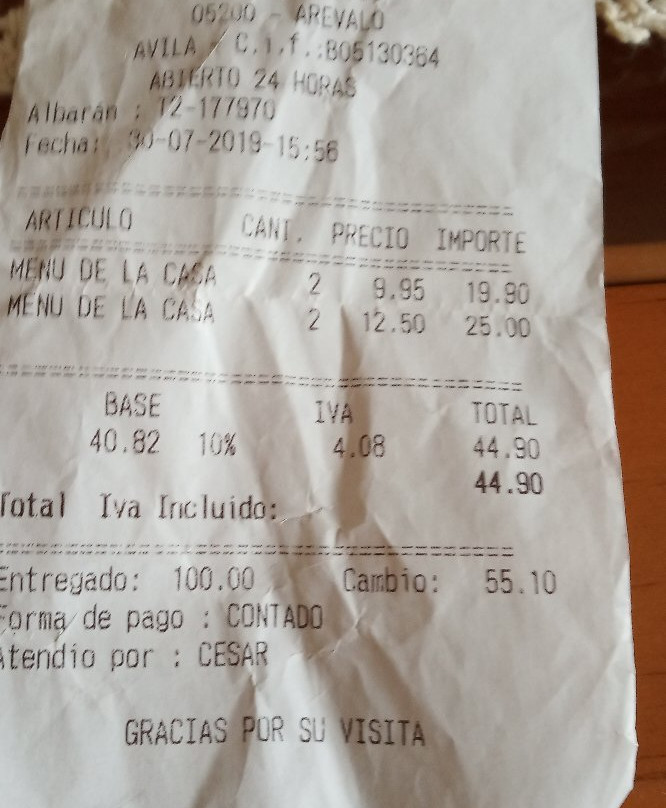 05200 - AREVALO
AVILA - C.i.f.:B05130384
ABIERTO 24 HORAS
Albarán : T2-177970
Fecha: 30-07-2019-15:56
ARTICULO CANT. PRECIO IMPORTE
MENU DE LA CASA 2 9.95 19.90
MENU DE LA CASA 2 12.50 25.00
BASE IVA TOTAL
40.82 10% 4.08 44.90
44.90
Total Iva Incluido:
Entregado: 100.00 Cambio: 55.10
Forma de pago : CONTADO
Atendio por : CESAR
GRACIAS POR SU VISITA